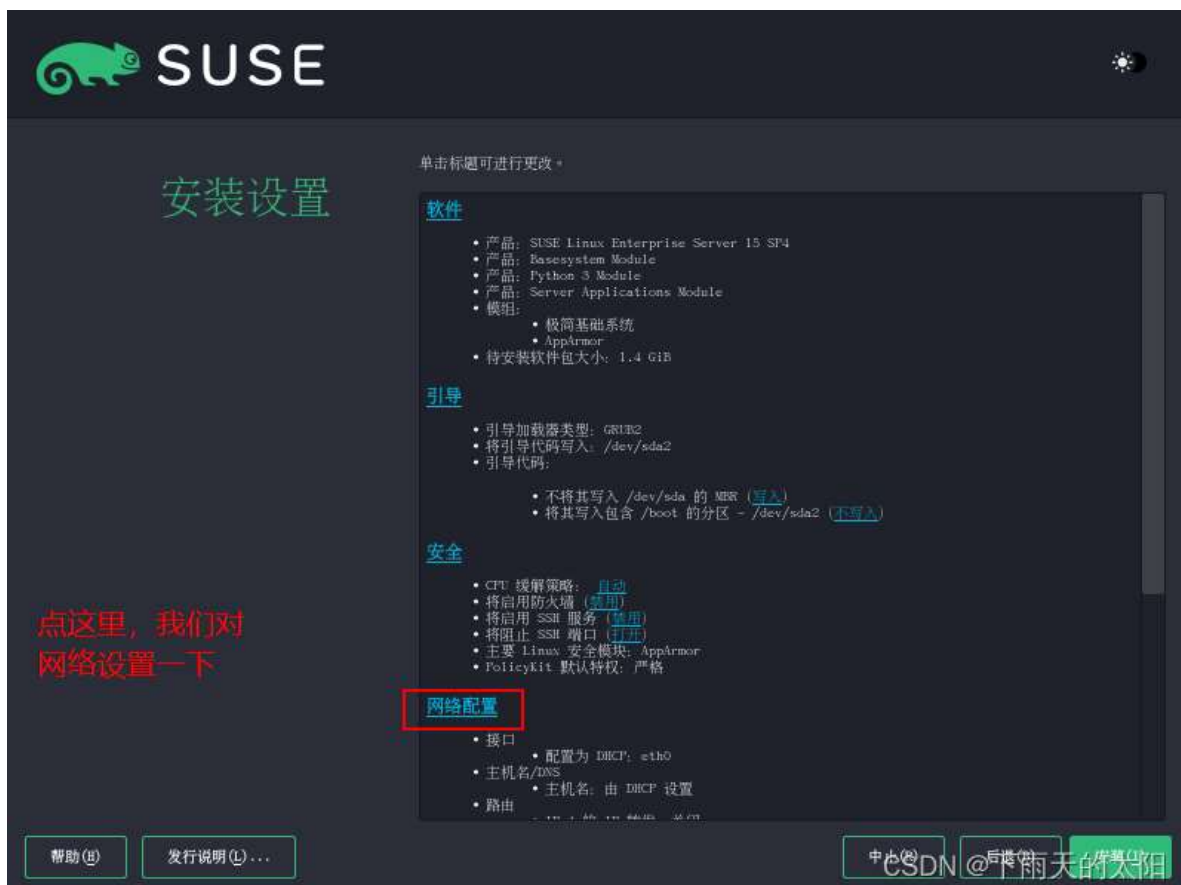 SUSE
安装设置
单击标题可进行更改。
软件
• 产品: SUSE Linux Enterprise Server 15 SP4
• 产品: Basesystem Module
• 产品: Python 3 Module
• 产品: Server Applications Module
• 模组:
• 极简基础系统
• AppArmor
• 待安装软件包大小: 1.4 GiB
引导
• 引导加载器类型: GRUB2
• 将引导代码写入: /dev/sda2
• 引导代码:
• 不将其写入 /dev/sda 的 MBR (写入)
• 将其写入包含 /boot 的分区 - /dev/sda2 (不写入)
安全
• CPU 缓解策略: 自动
• 将启用防火墙 (禁用)
• 将启用 SSH 服务 (禁用)
• 将阻止 SSH 端口 (打开)
• 主要 Linux 安全模块: AppArmor
• PolicyKit 默认特权: 严格
点这里，我们对
网络设置一下
网络配置
• 接口
• 配置为 DHCP: eth0
• 主机名/DNS
• 主机名: 由 DHCP 设置
• 路由
帮助(H)
发行说明(L)...
中止(R)
后退(B)
安装(I)
CSDN @下雨天的太阳